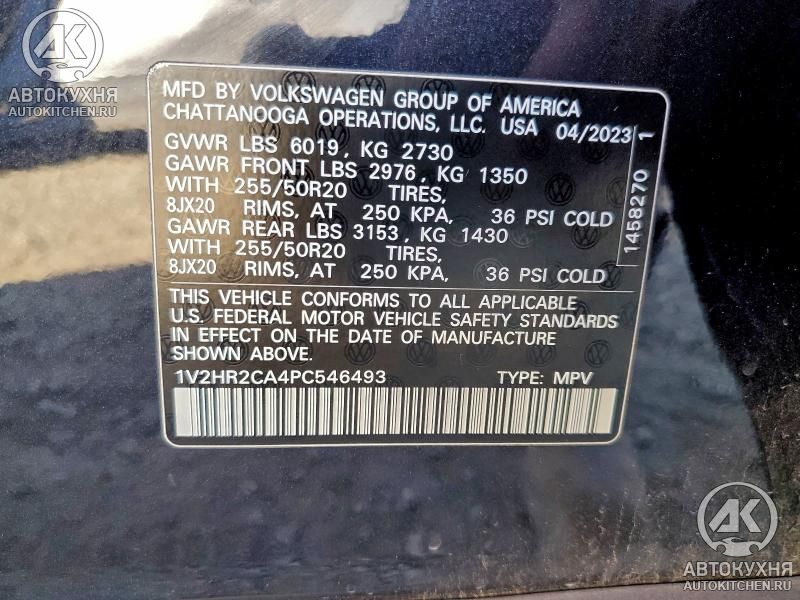 АК
АВТОКУХНЯ
AUTOKITCHEN.RU
MFD BY VOLKSWAGEN GROUP OF AMERICA
CHATTANOOGA OPERATIONS, LLC. USA 04/2023
GVWR LBS 6019, KG 2730
GAWR FRONT LBS 2976, KG 1350
WITH 255/50R20 TIRES,
8JX20 RIMS, AT 250 KPA, 36 PSI COLD
GAWR REAR LBS 3153, KG 1430
WITH 255/50R20 TIRES,
8JX20 RIMS, AT 250 KPA, 36 PSI COLD
1458270 1
THIS VEHICLE CONFORMS TO ALL APPLICABLE
U.S. FEDERAL MOTOR VEHICLE SAFETY STANDARDS
IN EFFECT ON THE DATE OF MANUFACTURE
SHOWN ABOVE.
1V2HR2CA4PC546493 TYPE: MPV
АК
АВТОКУХНЯ
AUTOKITCHEN.RU